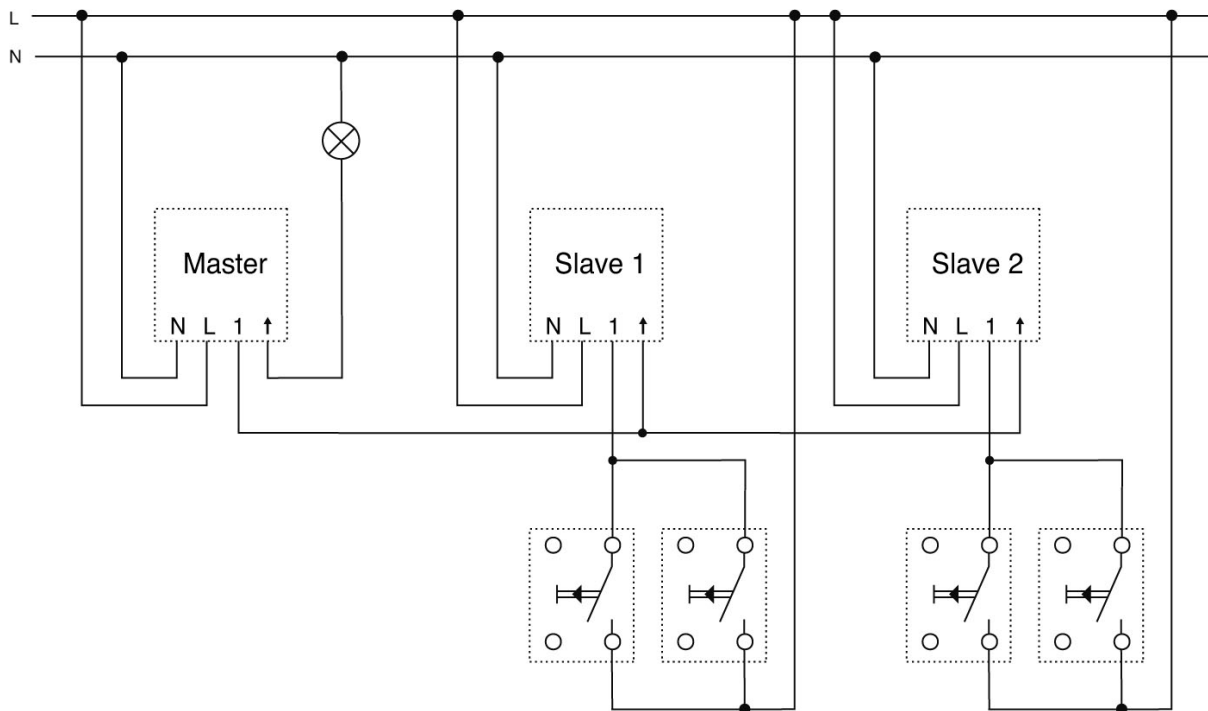 L
N
Master
N L 1 ↑
Slave 1
N L 1 ↑
Slave 2
N L 1 ↑